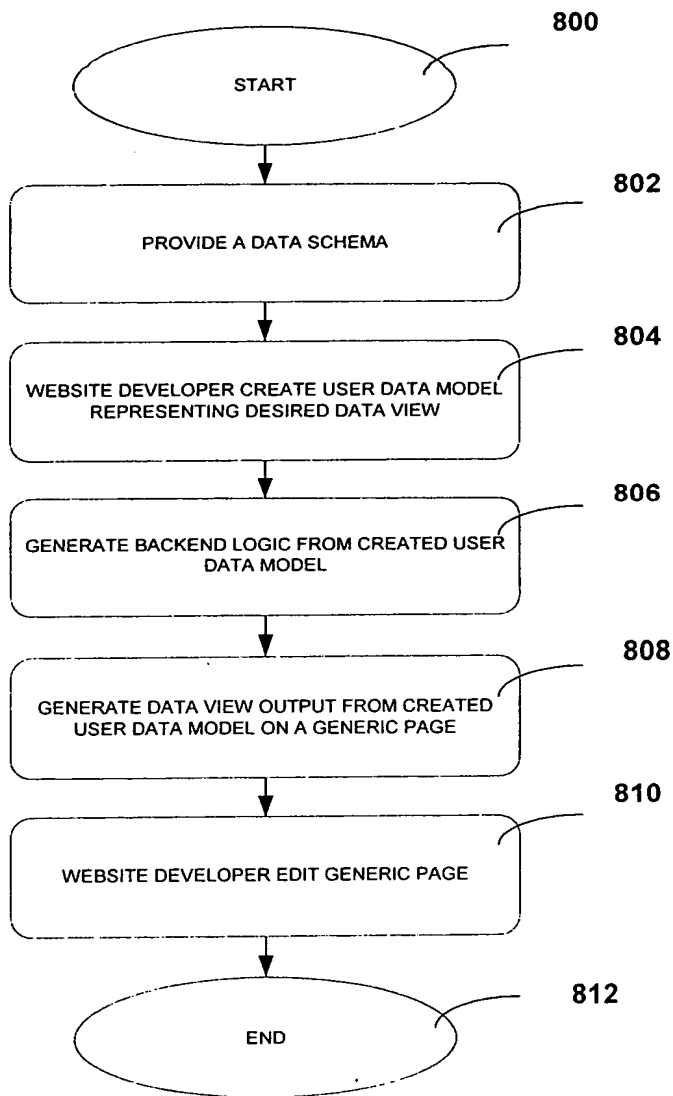 800
START
802
PROVIDE A DATA SCHEMA
804
WEBSITE DEVELOPER CREATE USER DATA MODEL
REPRESENTING DESIRED DATA VIEW
806
GENERATE BACKEND LOGIC FROM CREATED USER
DATA MODEL
808
GENERATE DATA VIEW OUTPUT FROM CREATED
USER DATA MODEL ON A GENERIC PAGE
810
WEBSITE DEVELOPER EDIT GENERIC PAGE
812
END